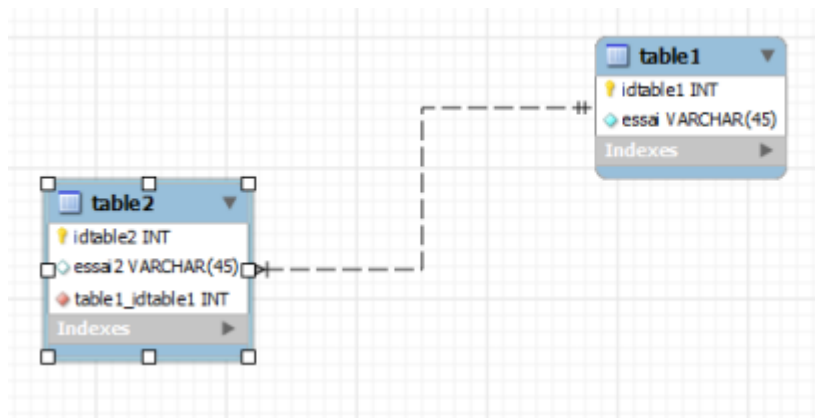 table1
idtable1 INT
essai VARCHAR(45)
Indexes
table2
idtable2 INT
essai2 VARCHAR(45)
table1_idtable1 INT
Indexes